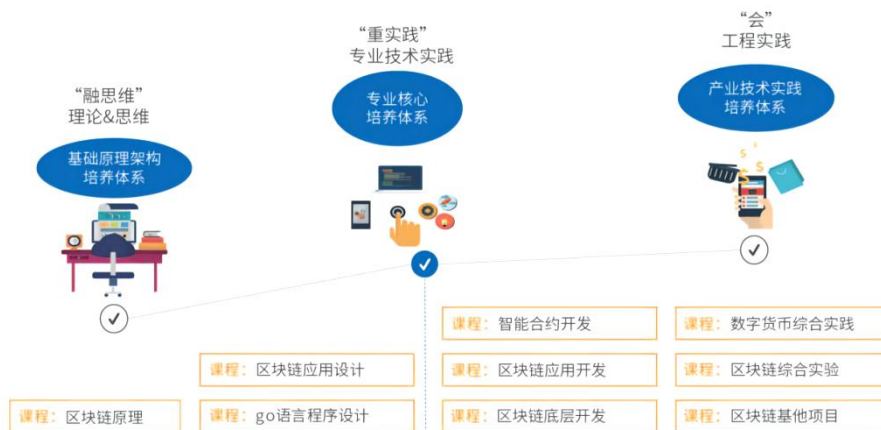 “融思维”
理论&思维
基础原理架构
培养体系
“重实践”
专业技术实践
专业核心
培养体系
“会”
工程实践
产业技术实践
培养体系
课程：智能合约开发
课程：数字货币综合实践
课程：区块链应用设计
课程：区块链应用开发
课程：区块链综合实验
课程：区块链原理
课程：go语言程序设计
课程：区块链底层开发
课程：区块链基他项目